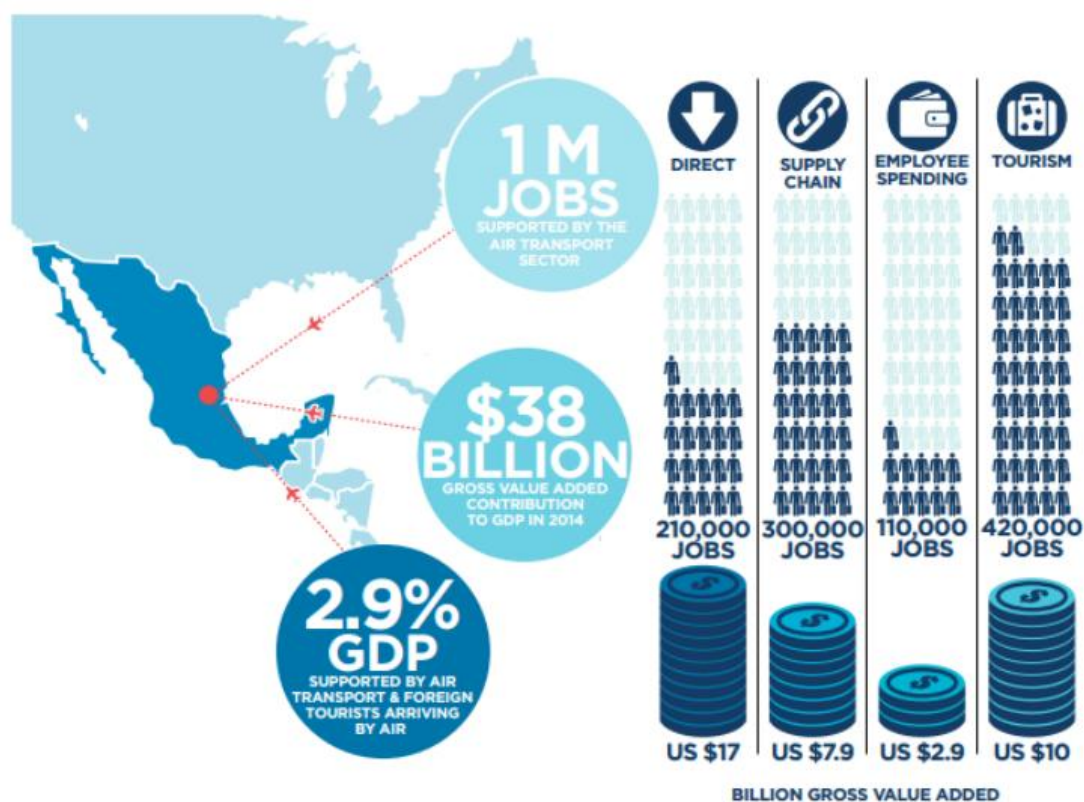 1 M
JOBS
SUPPORTED BY THE
AIR TRANSPORT
SECTOR
$38
BILLION
GROSS VALUE ADDED
CONTRIBUTION
TO GDP IN 2014
2.9%
GDP
SUPPORTED BY AIR
TRANSPORT & FOREIGN
TOURISTS ARRIVING
BY AIR
DIRECT
SUPPLY
CHAIN
EMPLOYEE
SPENDING
TOURISM
210,000
JOBS
300,000
JOBS
110,000
JOBS
420,000
JOBS
$
$
$
$
US $17
US $7.9
US $2.9
US $10
BILLION GROSS VALUE ADDED